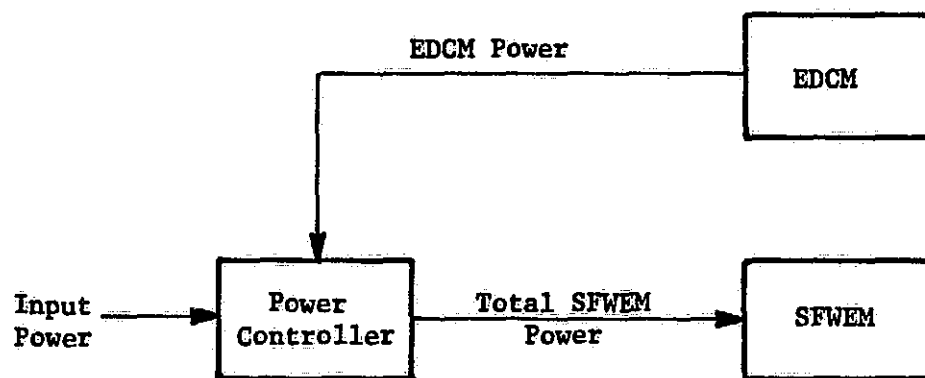 EDCM Power
EDCM
Input
Power
Power
Controller
Total SFWEM
Power
SFWEM